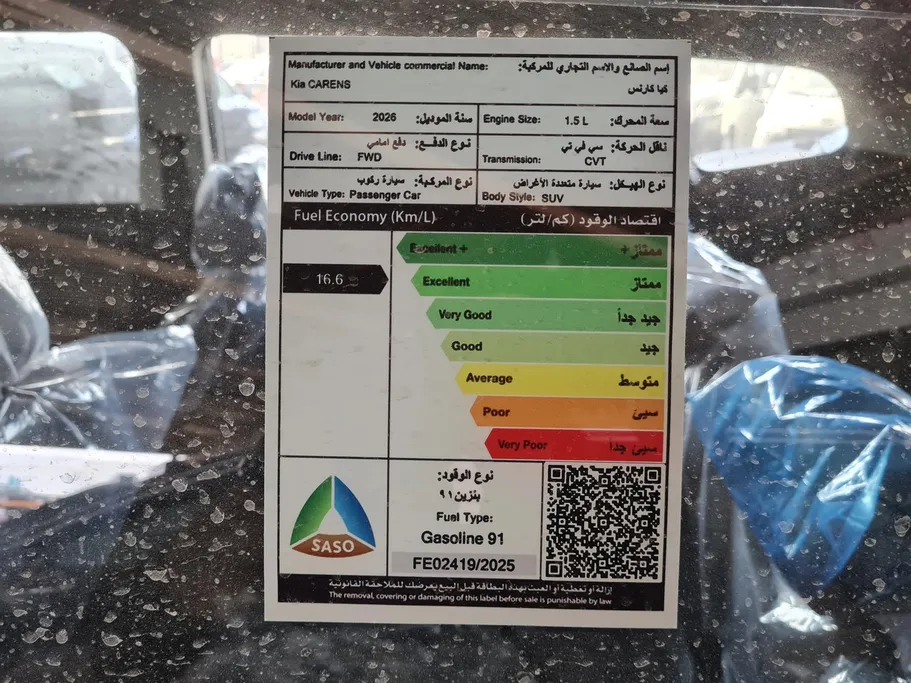 Manufacturer and Vehicle commercial Name: إسم الصانع والاسم التجاري للمركبة:
Kia CARENS كيا كارنس
Model Year: 2026 سنة الموديل:
Engine Size: 1.5 L سعة المحرك:
نوع الدفع: دفع امامي
Drive Line: FWD
ناقل الحركة: سي في تي
Transmission: CVT
نوع المركبة: سيارة ركوب
Vehicle Type: Passenger Car
نوع الهيكل: سيارة متعددة الأغراض
Body Style: SUV
Fuel Economy (Km/L) اقتصاد الوقود (كم/لتر)
16.6
Excellent + ممتاز +
Excellent ممتاز
Very Good جيد جداً
Good جيد
Average متوسط
Poor سيئ
Very Poor سيئ جدا
SASO
نوع الوقود:
بنزين ٩١
Fuel Type:
Gasoline 91
FE02419/2025
إزالة أو تغطية أو العبث بهذه البطاقة قبل البيع يعرضك للملاحقة القانونية
The removal, covering or damaging of this label before sale is punishable by law